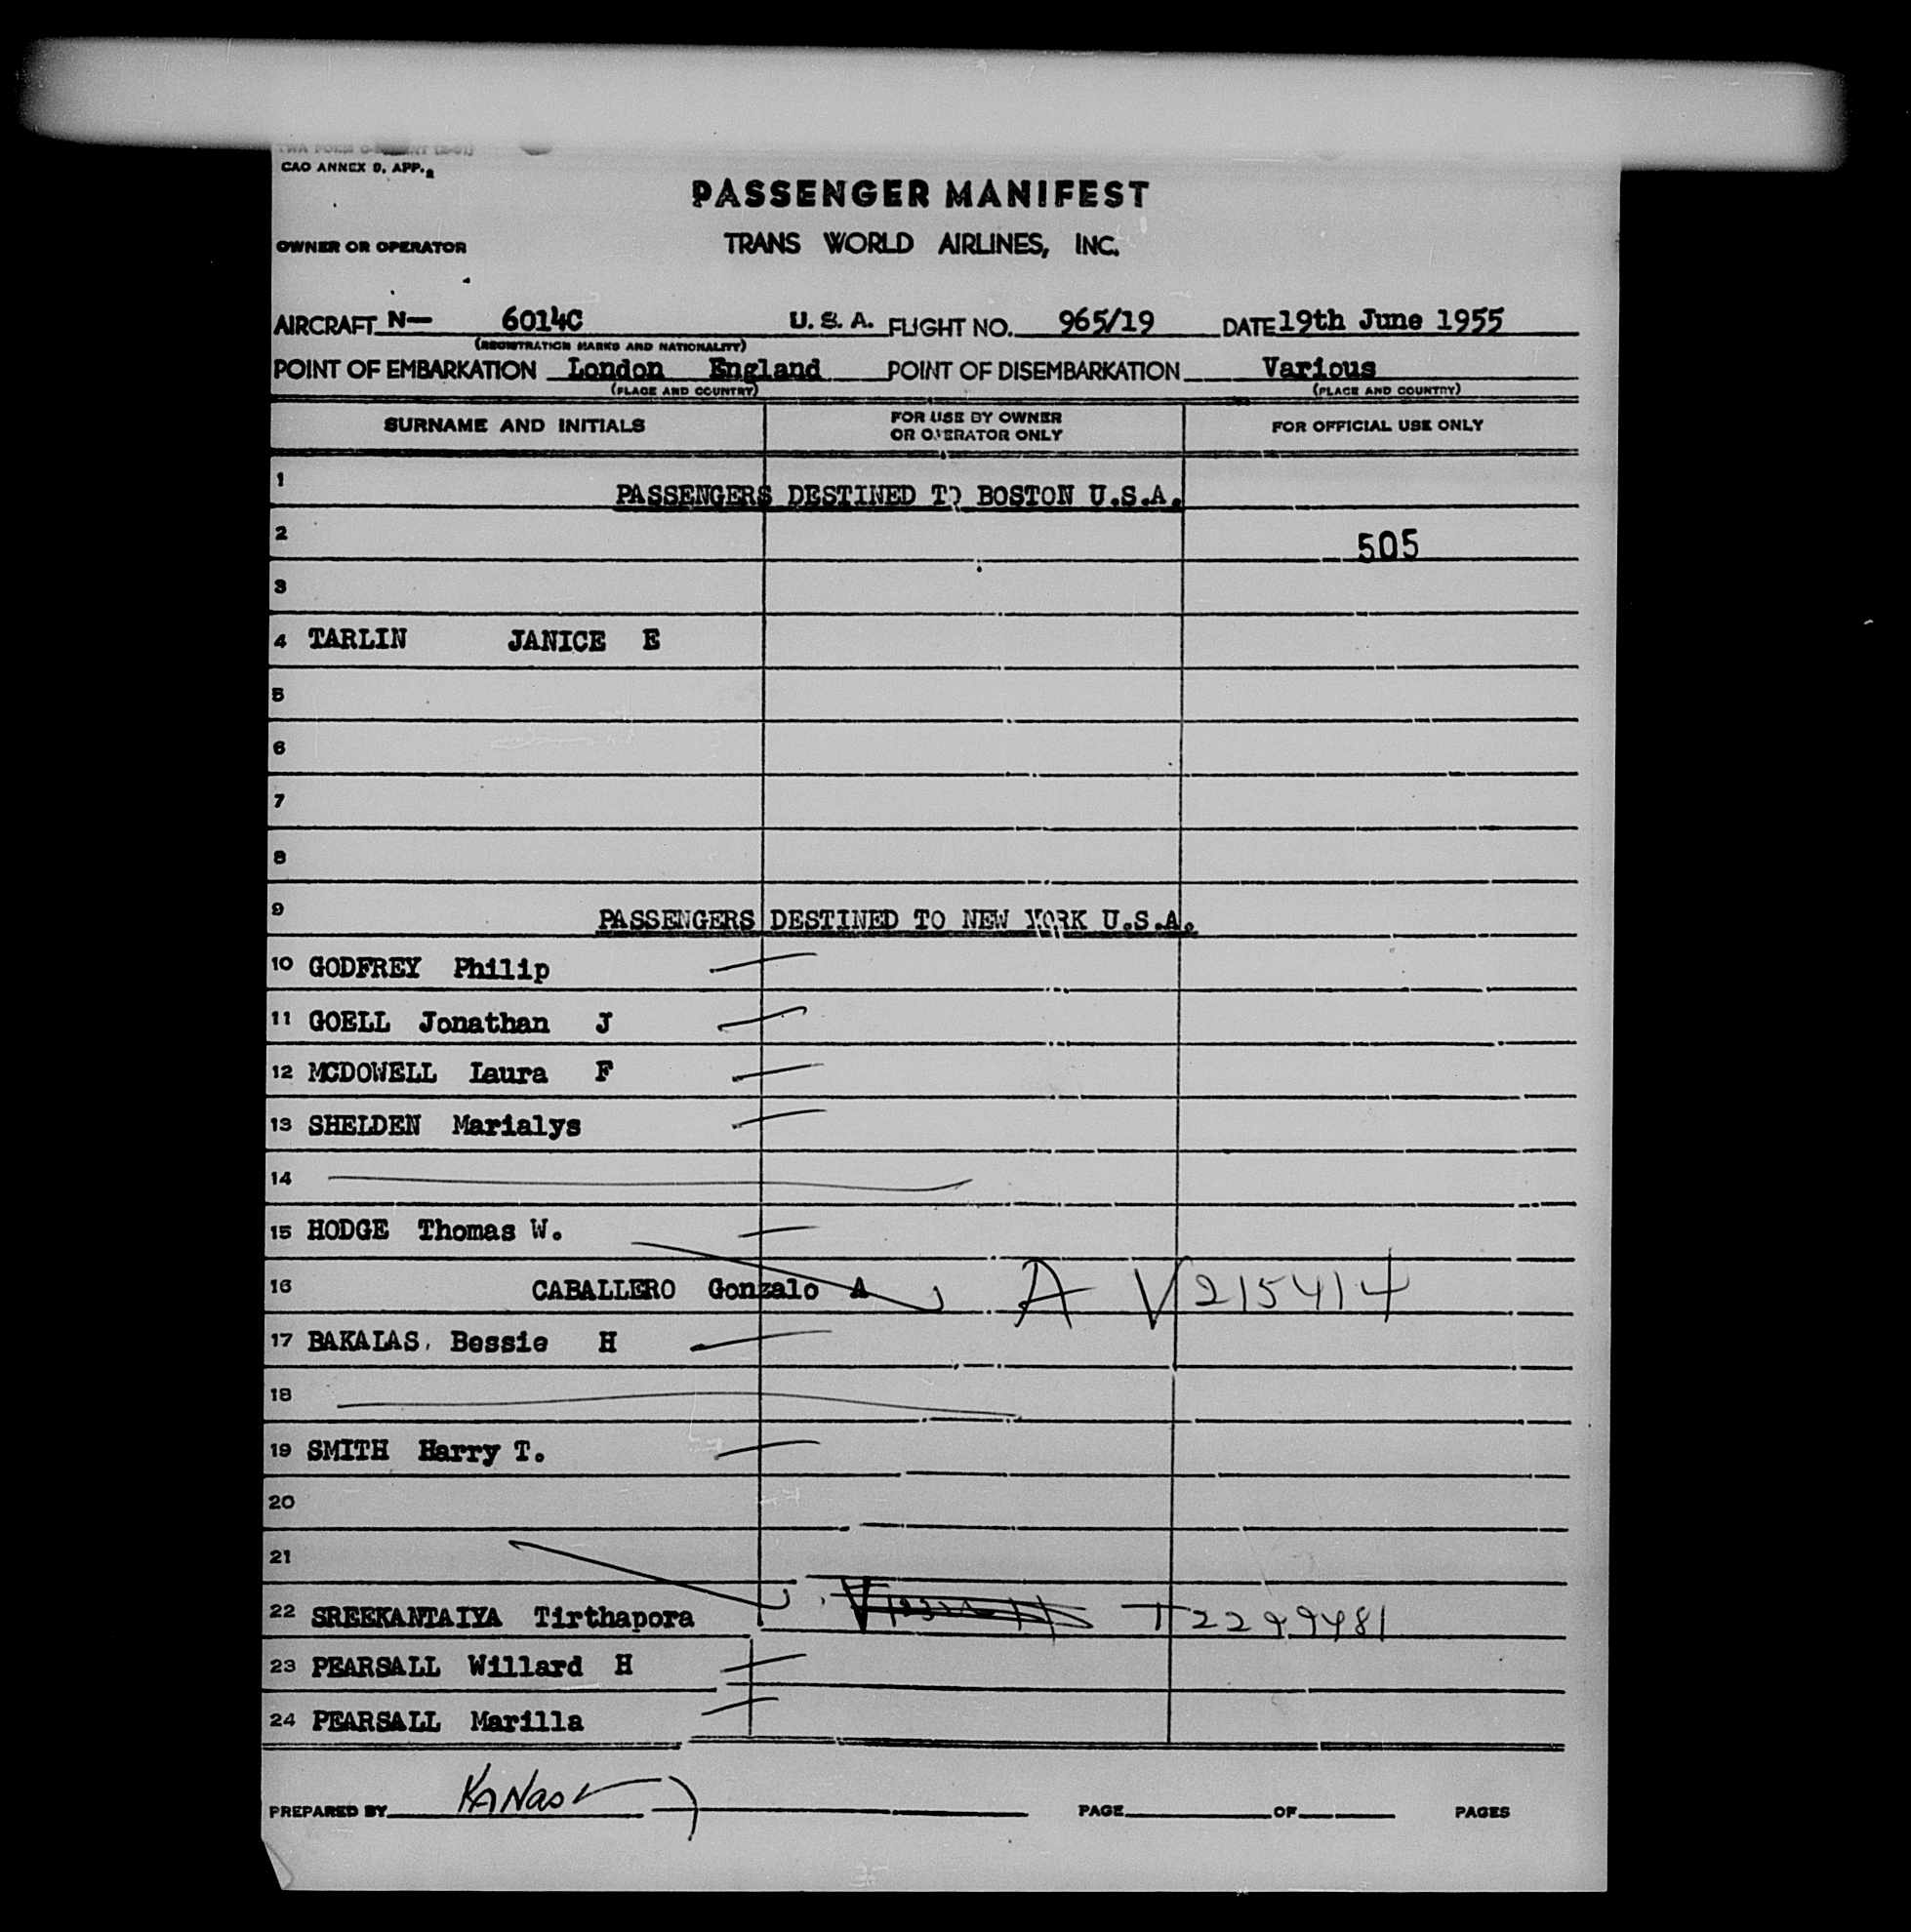 CAO ANNEX 9, APP.
PASSENGER MANIFEST
OWNER OR OPERATOR TRANS WORLD AIRLINES, INC.
AIRCRAFT N— 6014C U. S. A. FLIGHT NO. 965/19 DATE 19th June 1955
(REGISTRATION MARKS AND NATIONALITY)
POINT OF EMBARKATION London England POINT OF DISEMBARKATION Various
(PLACE AND COUNTRY) (PLACE AND COUNTRY)
SURNAME AND INITIALS FOR USE BY OWNER OR OPERATOR ONLY FOR OFFICIAL USE ONLY
1 PASSENGERS DESTINED TO BOSTON U.S.A.
2 505
3
4 TARLIN JANICE E
5
6
7
8
9 PASSENGERS DESTINED TO NEW YORK U.S.A.
10 GODFREY Philip
11 GOELL Jonathan J
12 MCDOWELL Laura F
13 SHELDEN Marialys
14
15 HODGE Thomas W.
16 CABALLERO Gonzalo A A V215414
17 BAKALAS, Bessie H
18
19 SMITH Harry T.
20
21
22 SREEKANTAIYA Tirthapora T2299481
23 PEARSALL Willard H
24 PEARSALL Marilla
PREPARED BY PAGE OF PAGES